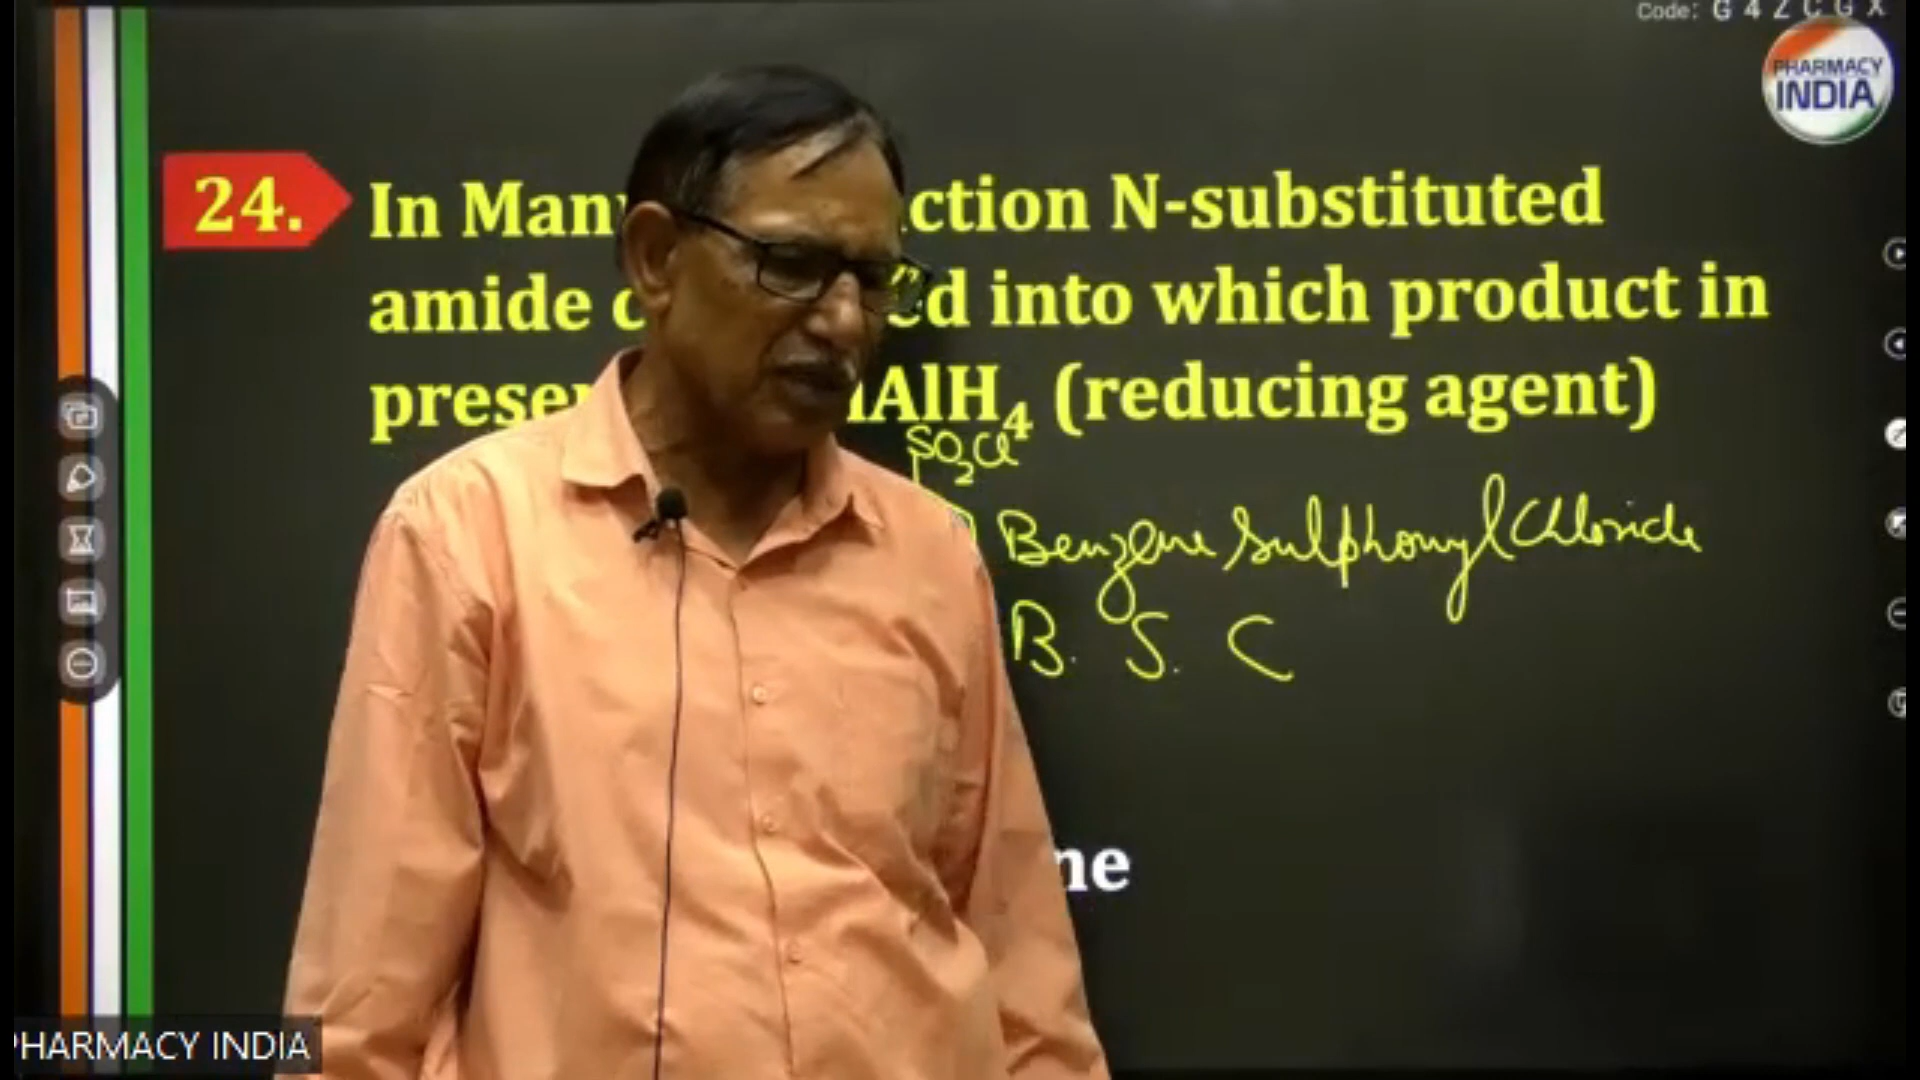 Code: G 4 Z C G X
PHARMACY
INDIA
24. In Man ction N-substituted
amide c ed into which product in
prese AlH4 (reducing agent)
SO2Cl
Benzene Sulphonyl Chloride
B. S. C
ne
PHARMACY INDIA